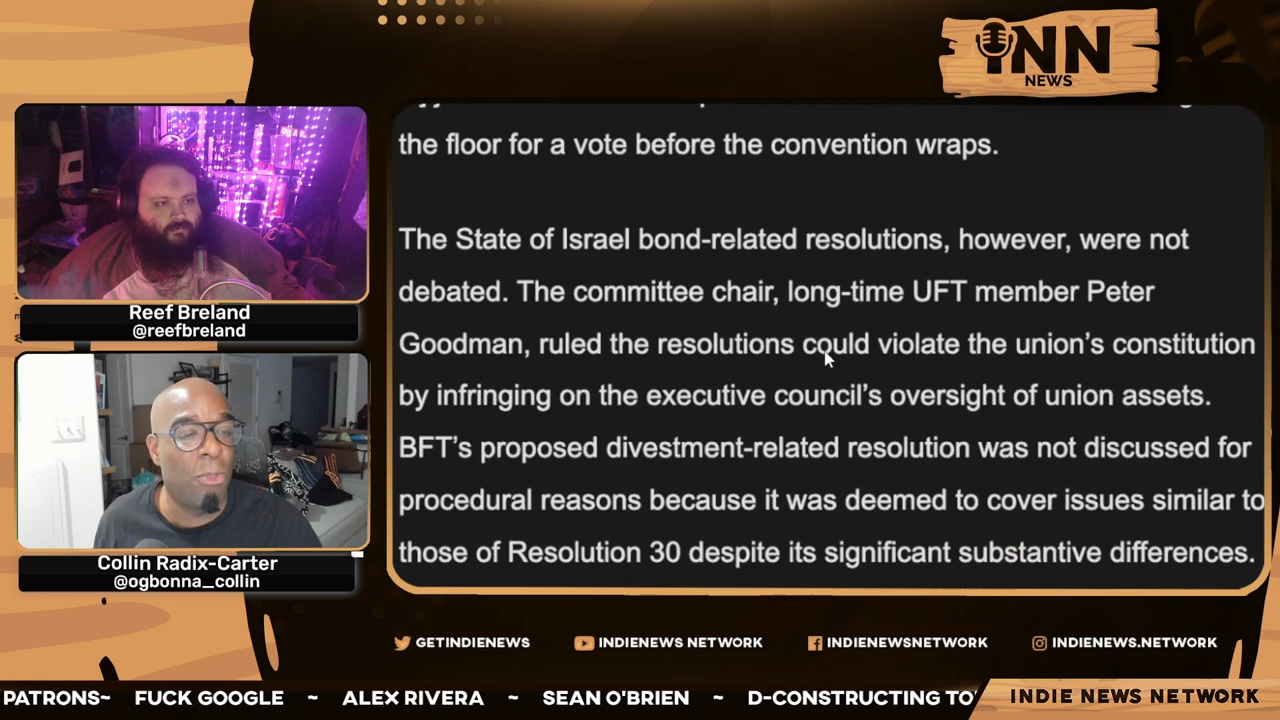 iNN
NEWS
the floor for a vote before the convention wraps.
The State of Israel bond-related resolutions, however, were not
debated. The committee chair, long-time UFT member Peter
Goodman, ruled the resolutions could violate the union’s constitution
by infringing on the executive council’s oversight of union assets.
BFT’s proposed divestment-related resolution was not discussed for
procedural reasons because it was deemed to cover issues similar to
those of Resolution 30 despite its significant substantive differences.
Reef Breland
@reefbreland
Collin Radix-Carter
@ogbonna_collin
GETINDIENEWS
INDIENEWS NETWORK
INDIENEWSNETWORK
INDIENEWS.NETWORK
PATRONS~ FUCK GOOGLE ~ ALEX RIVERA ~ SEAN O'BRIEN ~ D-CONSTRUCTING
INDIE NEWS NETWORK